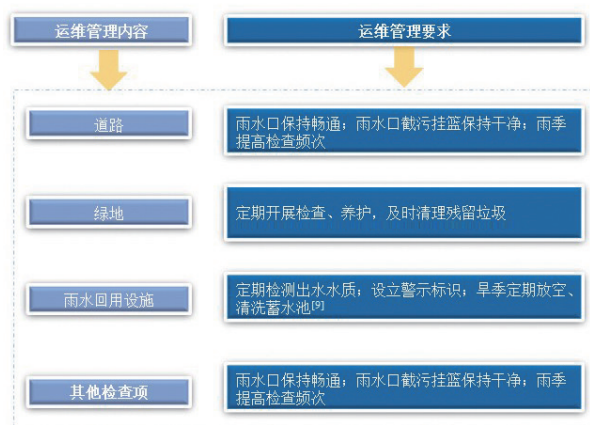 运维管理内容
运维管理要求
道路
雨水口保持畅通；雨水口截污挂篮保持干净；雨季
提高检查频次
绿地
定期开展检查、养护，及时清理残留垃圾
雨水回用设施
定期检测出水水质；设立警示标识；旱季定期放空、
清洗蓄水池[9]
其他检查项
雨水口保持畅通；雨水口截污挂篮保持干净；雨季
提高检查频次